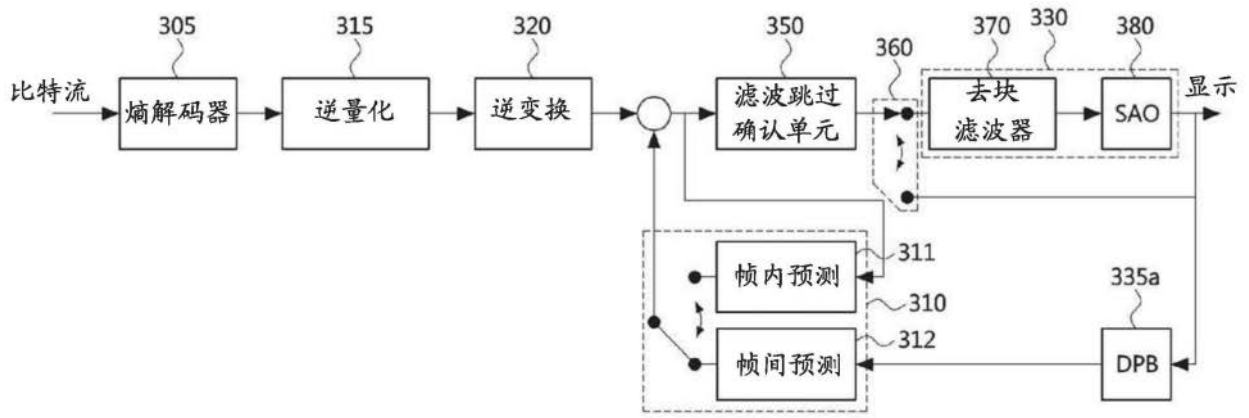 305
315
320
350
360
370
330
380
比特流
熵解码器
逆量化
逆变换
滤波跳过
确认单元
去块
滤波器
SAO
显示
311
帧内预测
310
335a
312
帧间预测
DPB